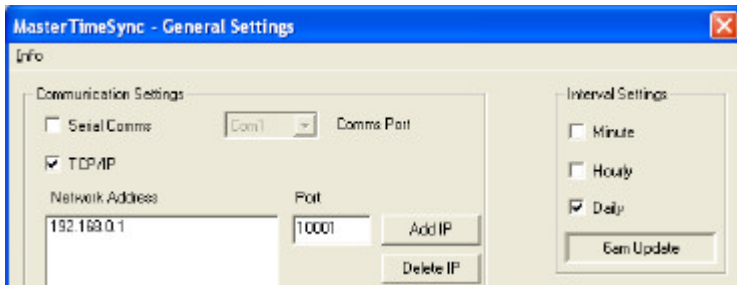 MasterTimeSync - General Settings
Info
Communication Settings
Serial Comms
Com1
Comms Port
TCP/IP
Network Address
Port
192.168.0.1
10001
Add IP
Delete IP
Interval Settings
Minute
Hourly
Daily
6am Update